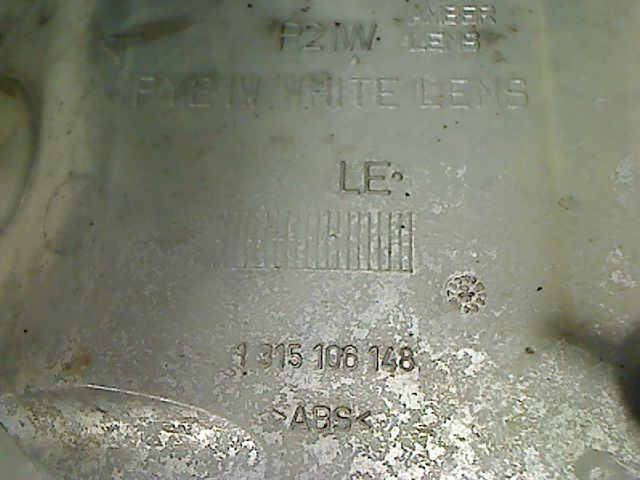 P21W AMBER LENS
PY21W WHITE LENS
LE
1 315 106 148
>ABS<